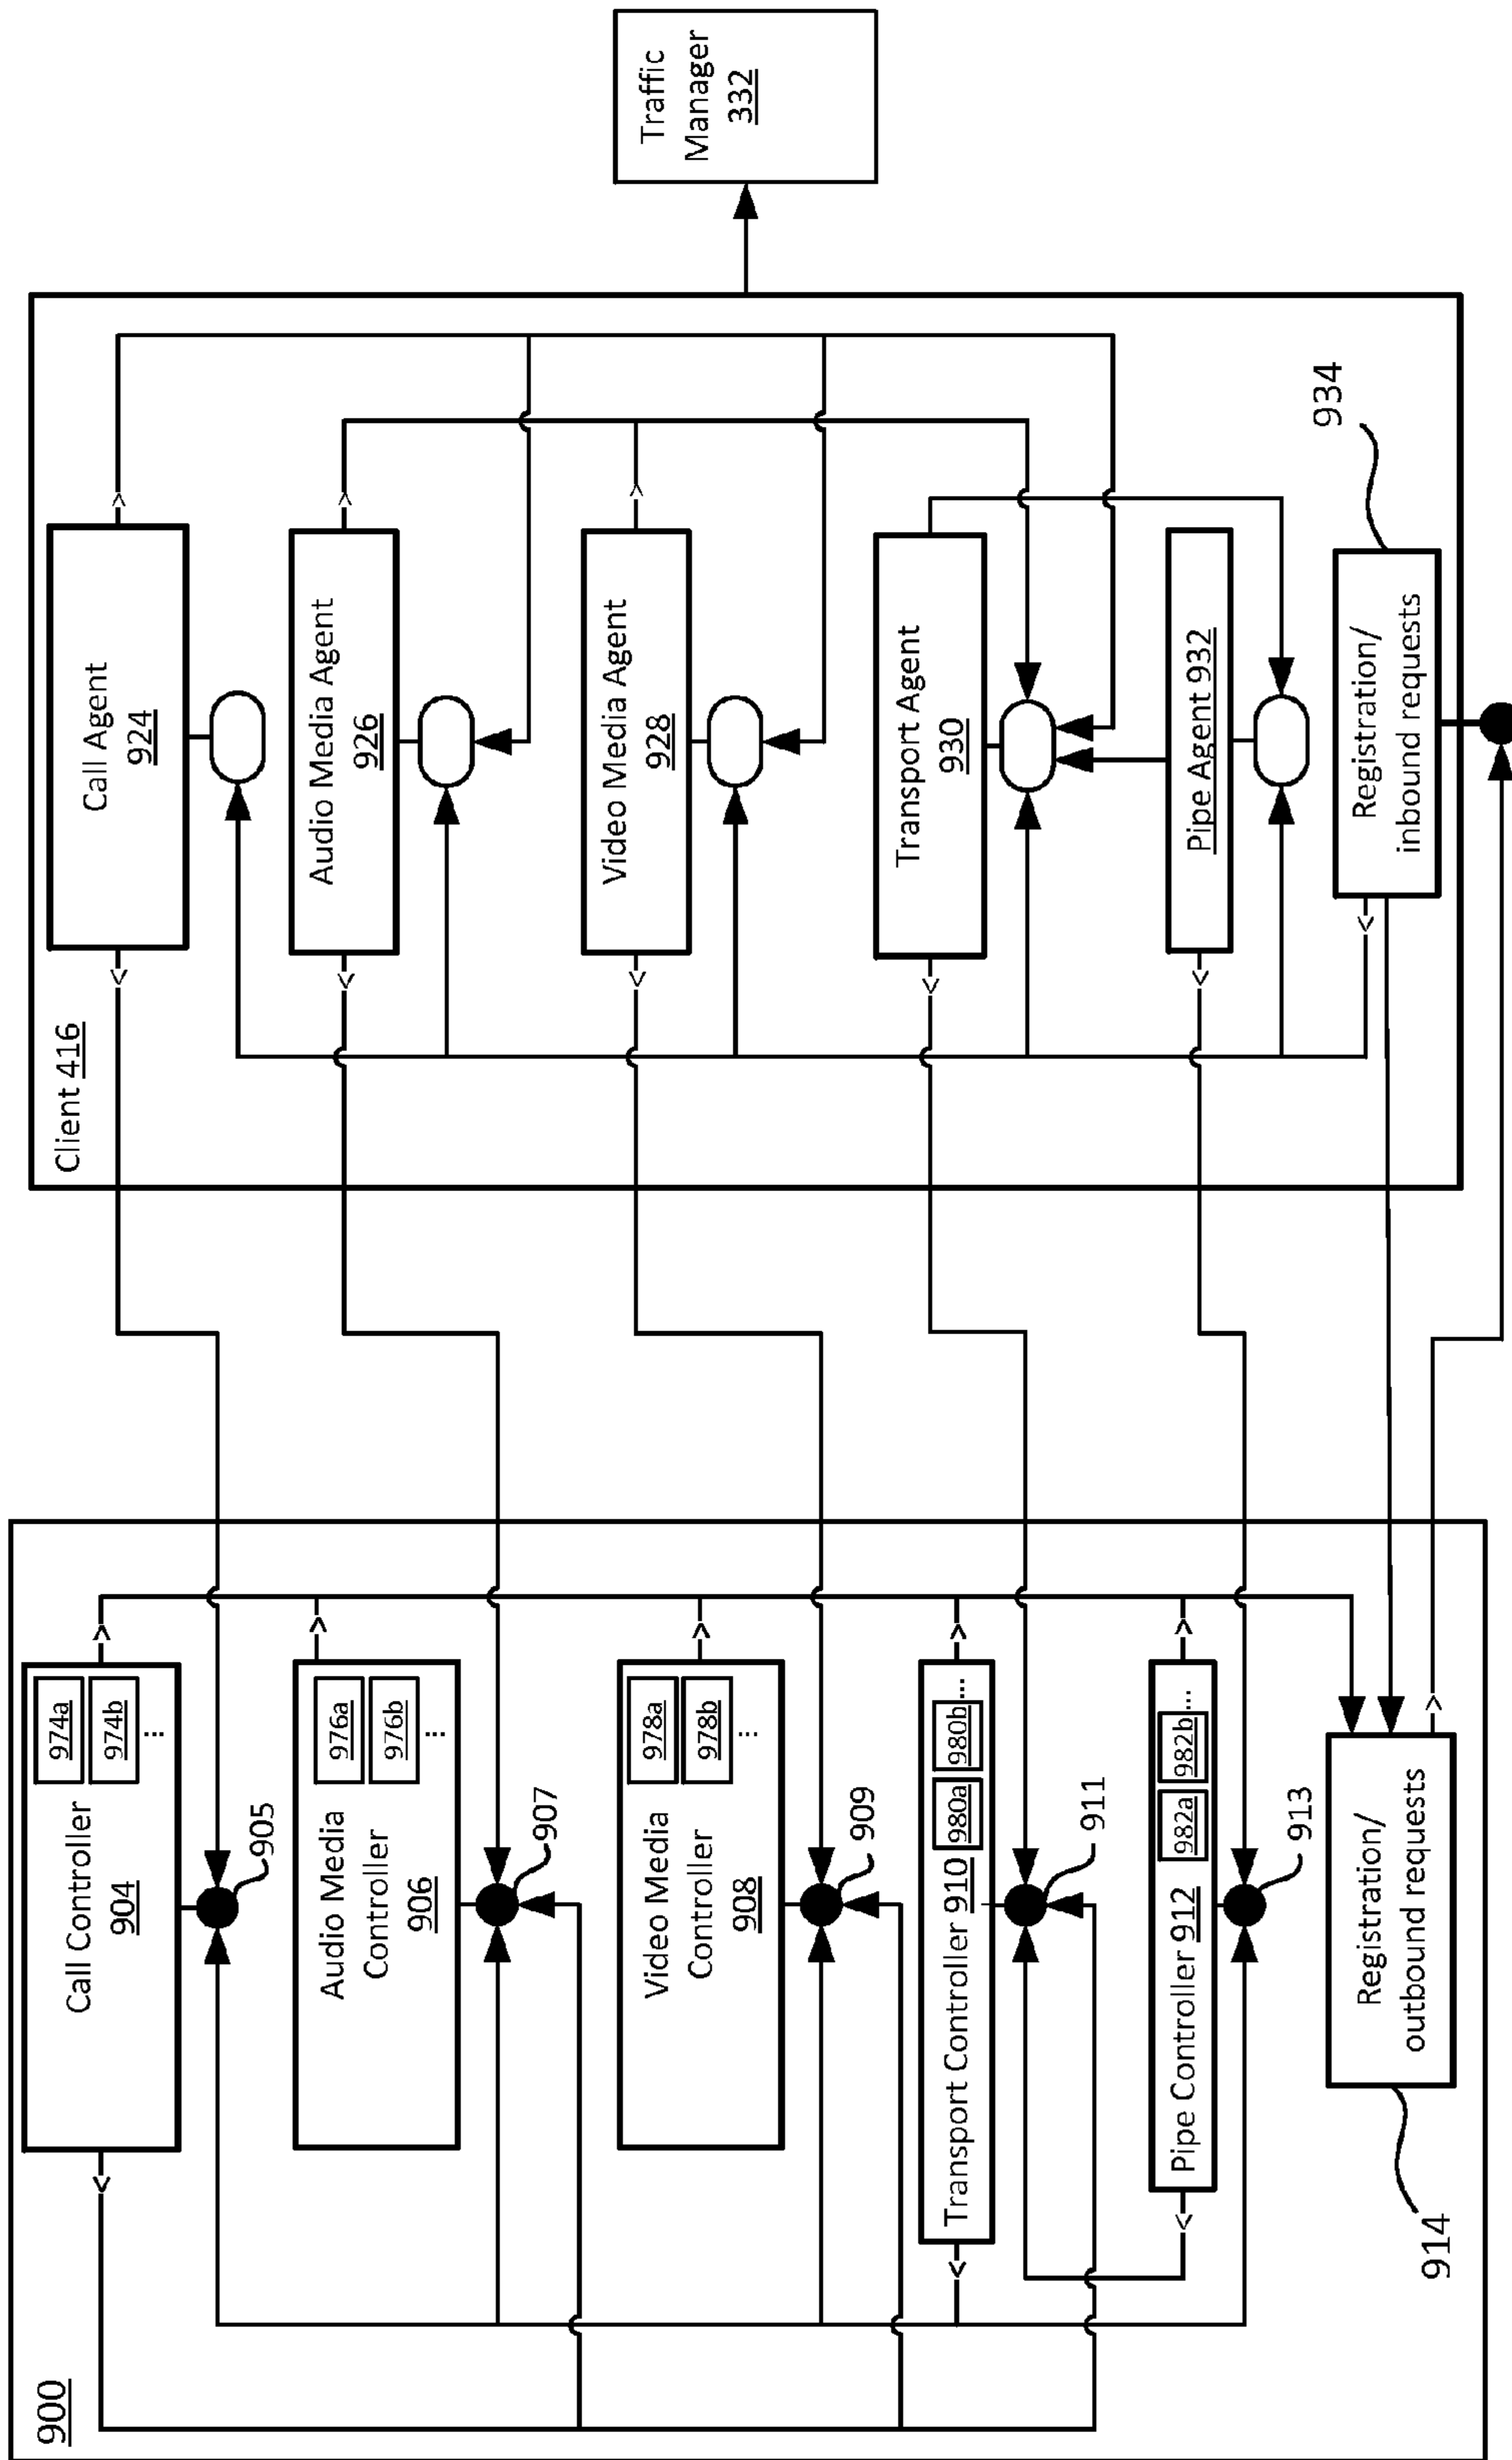 900
Call Controller
904
974a
974b
...
905
Audio Media
Controller
906
976a
976b
...
907
Video Media
Controller
908
978a
978b
...
909
Transport Controller 910
980a
980b
...
911
Pipe Controller 912
982a
982b
...
913
Registration/
outbound requests
914
Client 416
Call Agent
924
Audio Media Agent
926
Video Media Agent
928
Transport Agent
930
Pipe Agent 932
Registration/
inbound requests
934
Traffic
Manager
332